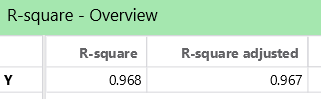 R-square - Overview
R-square R-square adjusted
Y 0.968 0.967